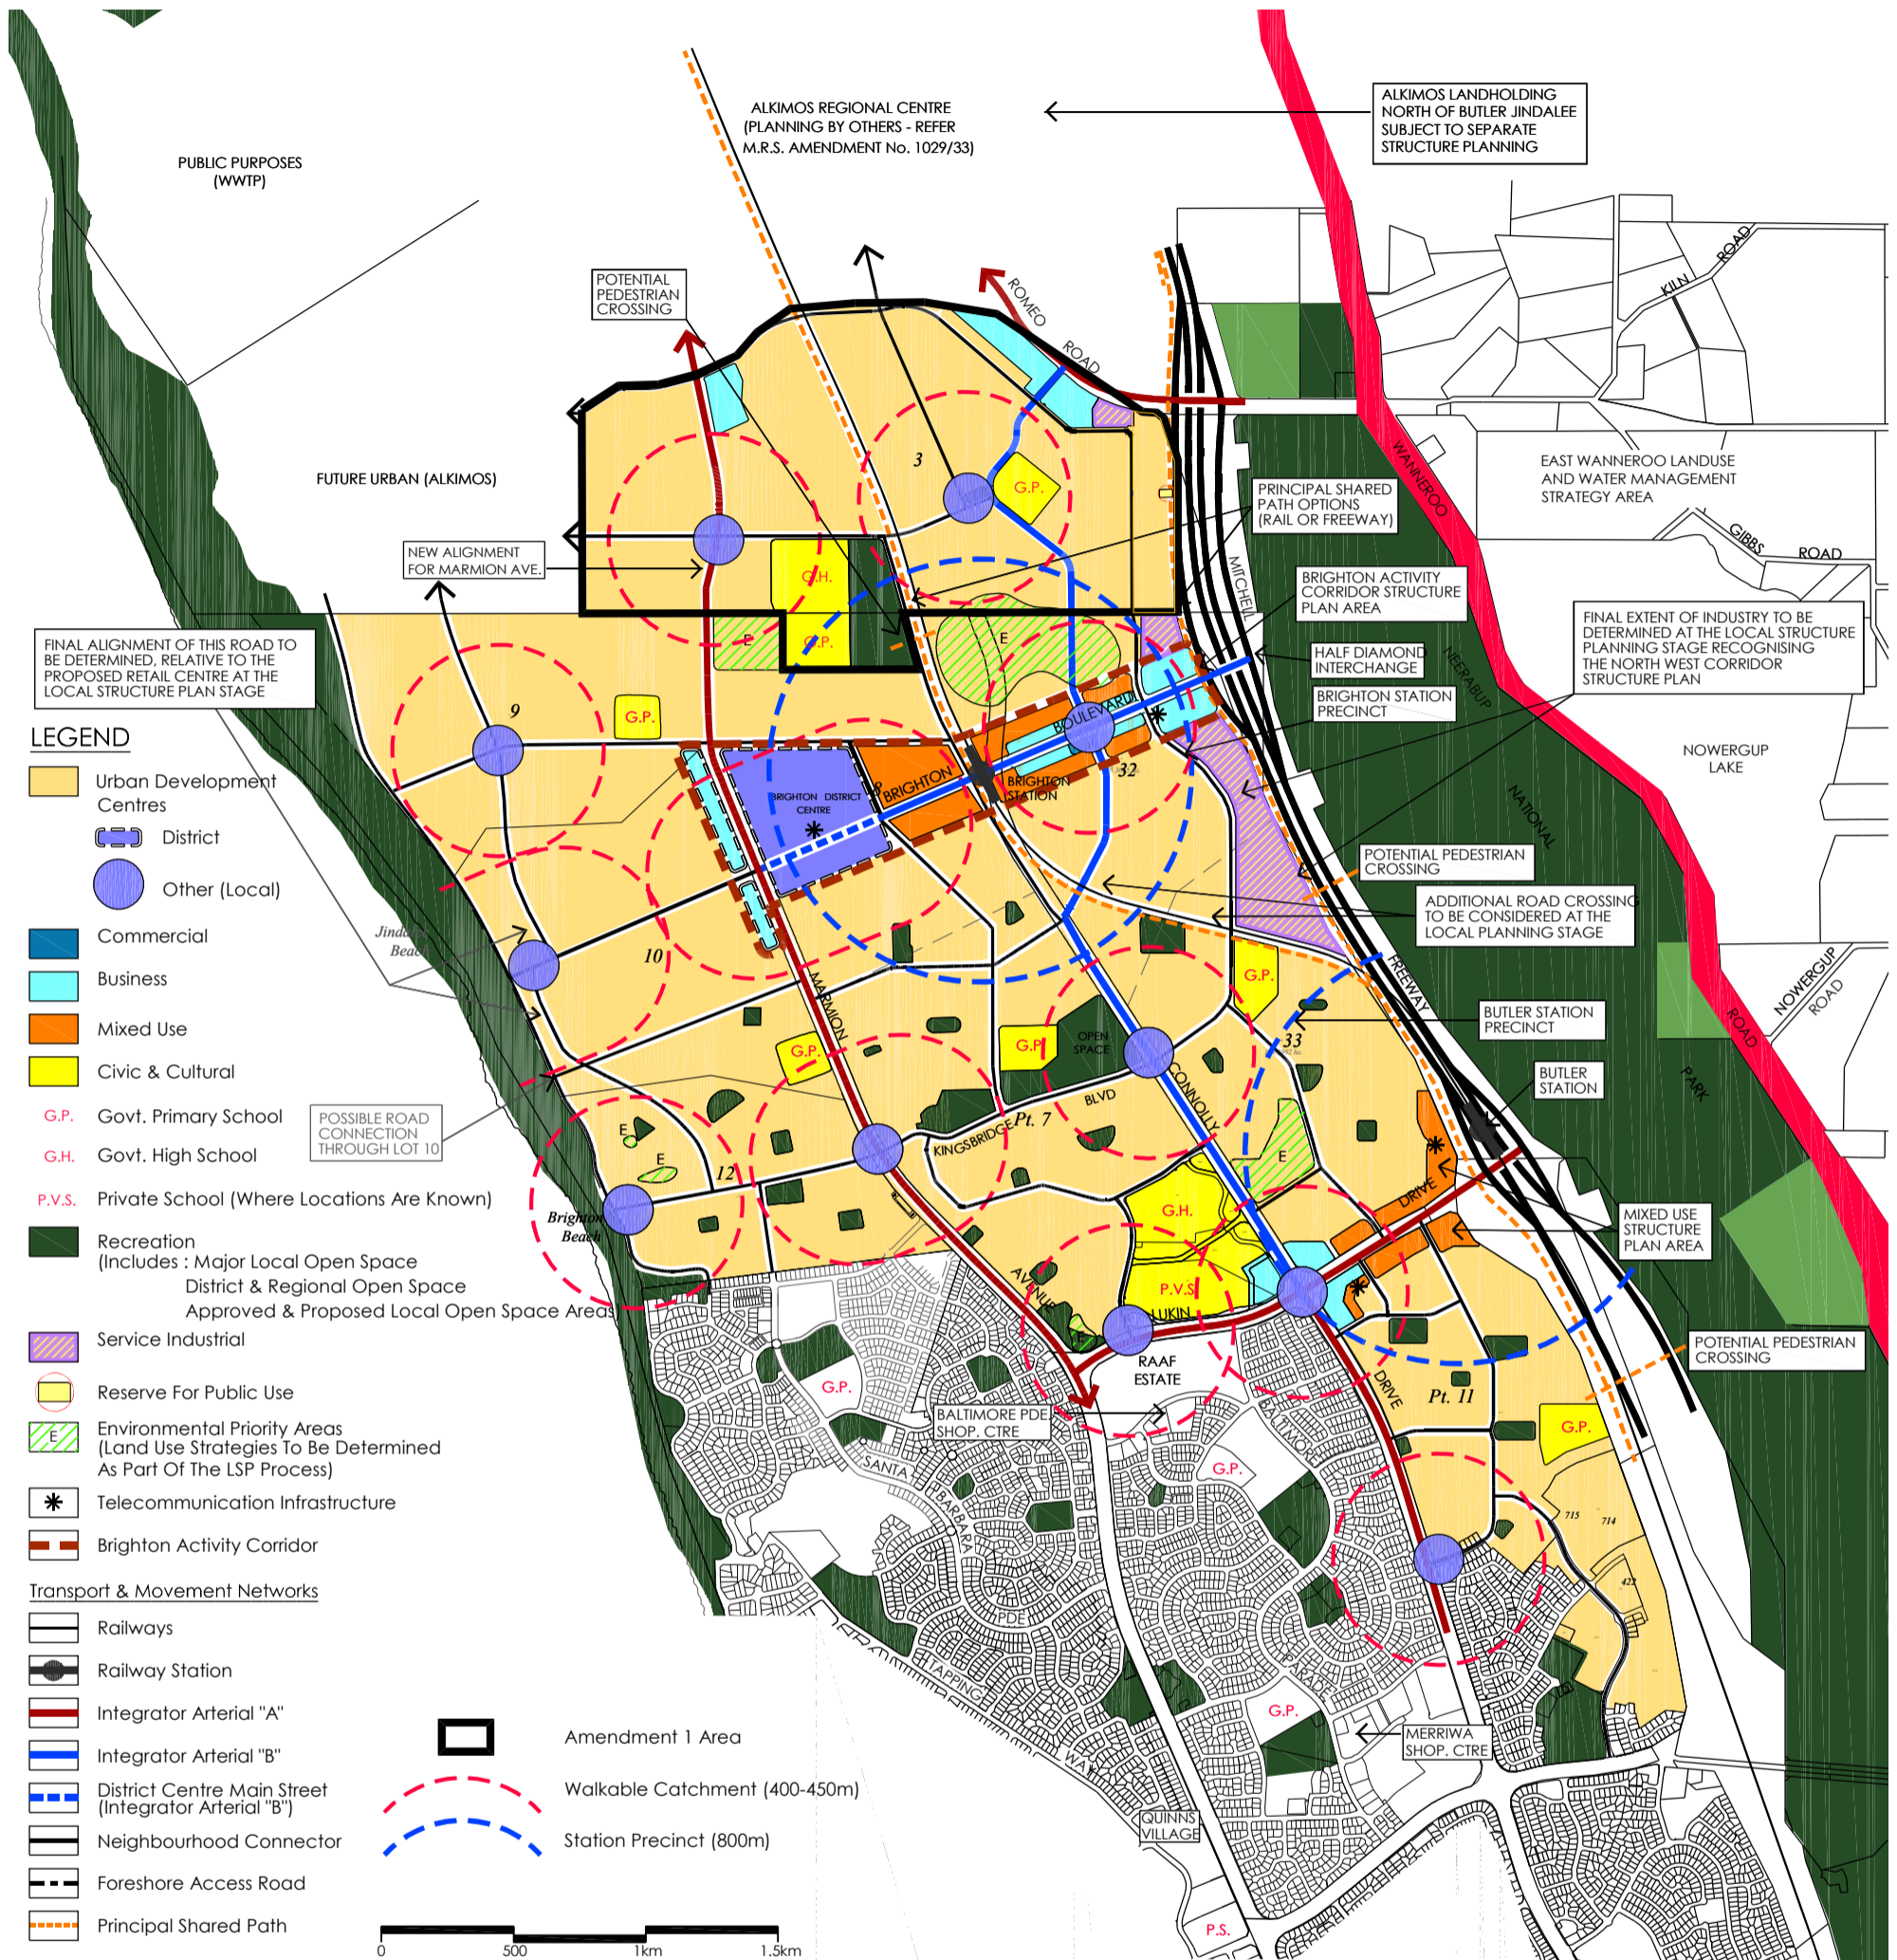 ALKIMOS REGIONAL CENTRE
(PLANNING BY OTHERS - REFER
M.R.S. AMENDMENT No. 1029/33)
ALKIMOS LANDHOLDING
NORTH OF BUTLER JINDALEE
SUBJECT TO SEPARATE
STRUCTURE PLANNING
PUBLIC PURPOSES
(WWTP)
POTENTIAL
PEDESTRIAN
CROSSING
ROMEO
ROAD
KILN
ROAD
WANNEROO
EAST WANNEROO LANDUSE
AND WATER MANAGEMENT
STRATEGY AREA
3
G.P.
FUTURE URBAN (ALKIMOS)
PRINCIPAL SHARED
PATH OPTIONS
(RAIL OR FREEWAY)
GIBBS
ROAD
NEW ALIGNMENT
FOR MARMION AVE.
G.H.
MITCHELL
BRIGHTON ACTIVITY
CORRIDOR STRUCTURE
PLAN AREA
FINAL EXTENT OF INDUSTRY TO BE
DETERMINED AT THE LOCAL STRUCTURE
PLANNING STAGE RECOGNISING
THE NORTH WEST CORRIDOR
STRUCTURE PLAN
FINAL ALIGNMENT OF THIS ROAD TO
BE DETERMINED, RELATIVE TO THE
PROPOSED RETAIL CENTRE AT THE
LOCAL STRUCTURE PLAN STAGE
E
G.P.
E
HALF DIAMOND
INTERCHANGE
NEERABUP
BRIGHTON STATION
PRECINCT
9
G.P.
BOULEVARD
NOWERGUP
LAKE
LEGEND
Urban Development
Centres
District
Other (Local)
BRIGHTON DISTRICT
CENTRE
8
BRIGHTON
BRIGHTON
STATION
32
NATIONAL
POTENTIAL PEDESTRIAN
CROSSING
ADDITIONAL ROAD CROSSING
TO BE CONSIDERED AT THE
LOCAL PLANNING STAGE
Commercial
Business
Mixed Use
Civic & Cultural
Beach
10
MARMION
G.P.
FREEWAY
NOWERGUP
ROAD
BUTLER STATION
PRECINCT
ROAD
G.P.
G.P.
OPEN
SPACE
33
BUTLER
STATION
PARK
G.P. Govt. Primary School
G.H. Govt. High School
P.V.S. Private School (Where Locations Are Known)
POSSIBLE ROAD
CONNECTION
THROUGH LOT 10
E
E
12
KINGSBRIDGE
BLVD
Pt. 7
CONNOLLY
E
G.H.
DRIVE
MIXED USE
STRUCTURE
PLAN AREA
Brighton
Beach
Recreation
(Includes : Major Local Open Space
District & Regional Open Space
Approved & Proposed Local Open Space Areas
AVENUE
P.V.S
LUKIN
E
RAAF
ESTATE
Service Industrial
Reserve For Public Use
E
Environmental Priority Areas
(Land Use Strategies To Be Determined
As Part Of The LSP Process)
POTENTIAL PEDESTRIAN
CROSSING
G.P.
BALTIMORE PDE.
SHOP. CTRE
BALTIMORE
DRIVE
Pt. 11
G.P.
G.P.
SANTA
BARBARA
PDE
715
714
422
Telecommunication Infrastructure
Brighton Activity Corridor
Transport & Movement Networks
Railways
Railway Station
Integrator Arterial "A"
Integrator Arterial "B"
District Centre Main Street
(Integrator Arterial "B")
Neighbourhood Connector
Foreshore Access Road
Principal Shared Path
Amendment 1 Area
Walkable Catchment (400-450m)
Station Precinct (800m)
TAPPING
WAY
PARADE
G.P.
MERRIWA
SHOP. CTRE
QUINNS
VILLAGE
P.S.
0
500
1km
1.5km